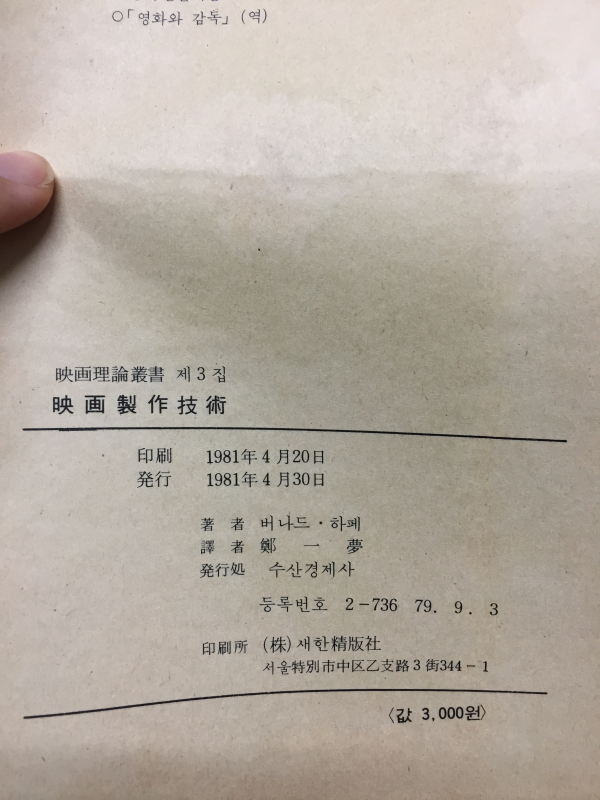 ○「영화와 감독」(역)
映画理論叢書 제 3 집
映画製作技術
印刷 1981年 4 月20日
発行 1981年 4 月30日
著者 버나드・하페
譯者 鄭一夢
発行処 수산경제사
등록번호 2-736 79. 9. 3
印刷所 (株) 새한精版社
서울特別市中区乙支路 3 街344-1
〈값 3,000원〉